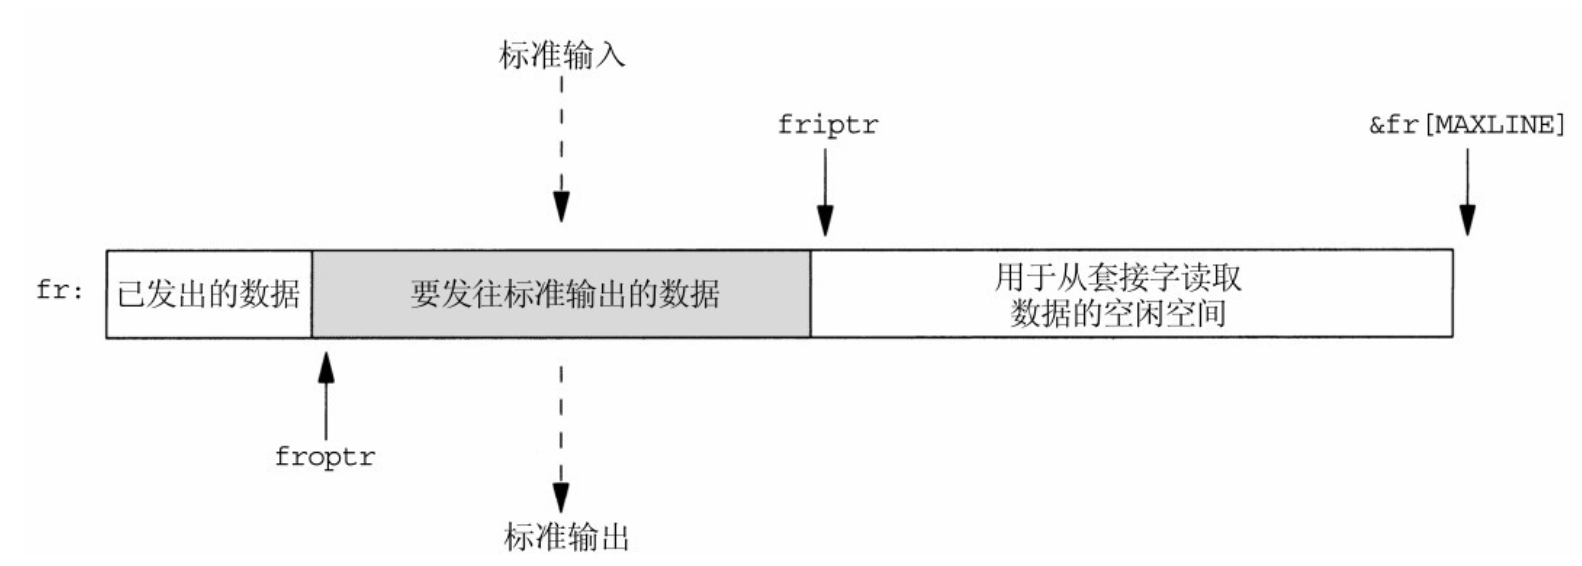 标准输入
friptr
&fr[MAXLINE]
fr:
已发出的数据
要发往标准输出的数据
用于从套接字读取
数据的空闲空间
froptr
标准输出